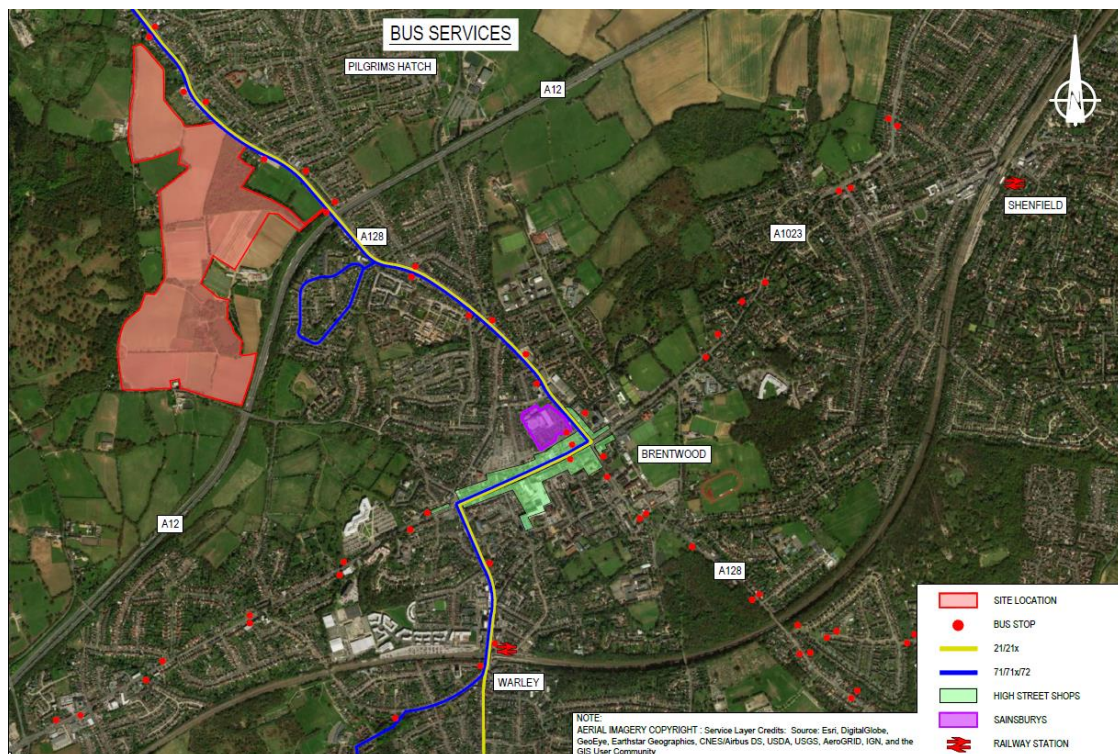 BUS SERVICES
PILGRIMS HATCH
A12
N
SHENFIELD
A1023
A128
BRENTWOOD
A12
A128
WARLEY
SITE LOCATION
BUS STOP
21/21x
71/71x/72
HIGH STREET SHOPS
SAINSBURYS
RAILWAY STATION
NOTE:
AERIAL IMAGERY COPYRIGHT : Service Layer Credits: Source: Esri, DigitalGlobe,
GeoEye, Earthstar Geographics, CNES/Airbus DS, USDA, USGS, AeroGRID, IGN, and the
GIS User Community